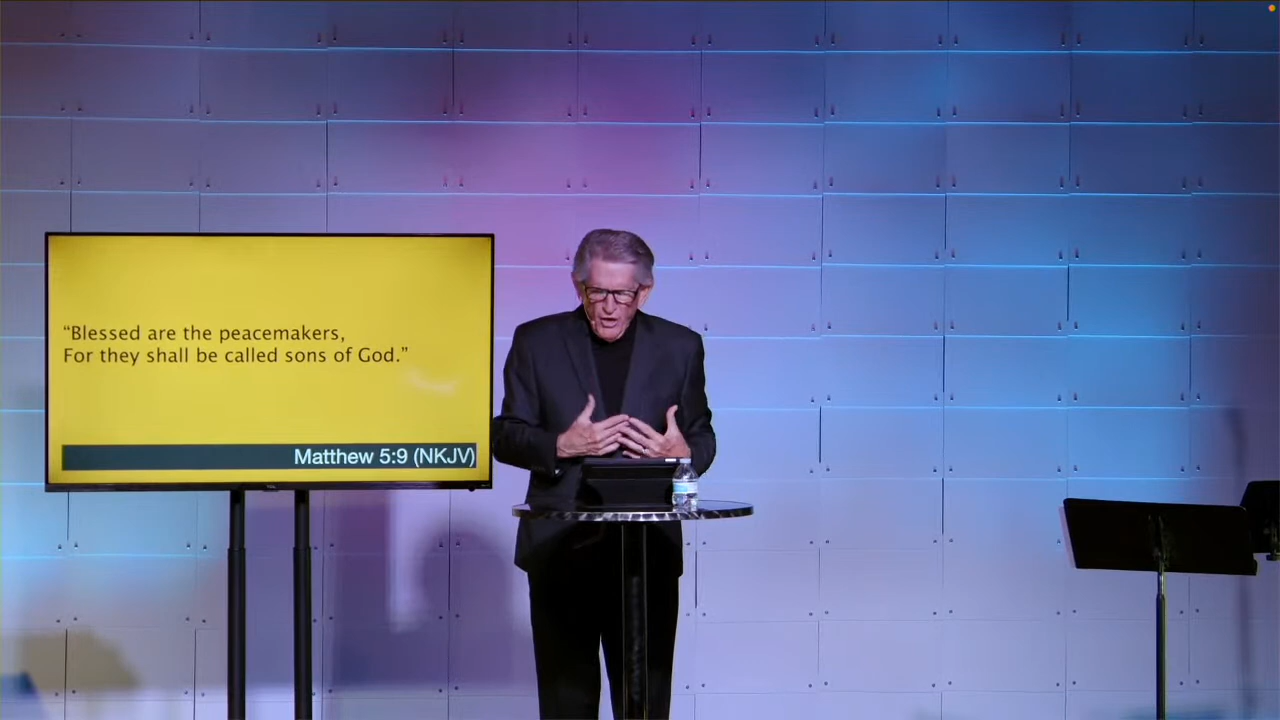 “Blessed are the peacemakers,
For they shall be called sons of God.”
Matthew 5:9 (NKJV)